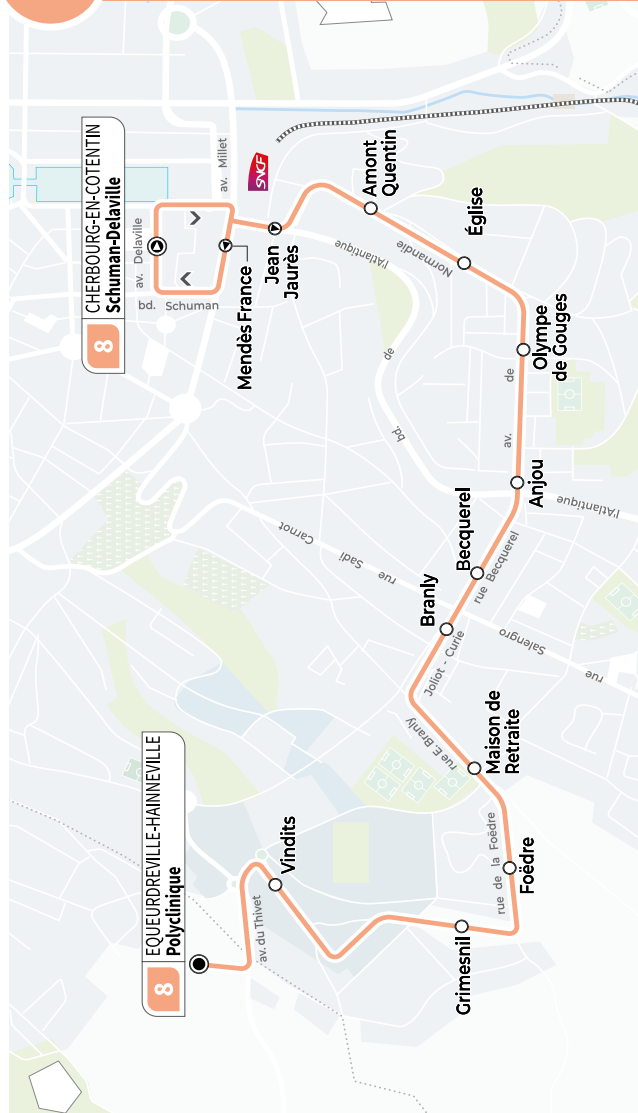 8
EQUEURDREVILLE-HAINNEVILLE
Polyclinique
av. du Thivet
Vindits
Grimesnil
rue de la Foëdre
Foëdre
Maison de
Retraite
rue E. Branly
Joliot - Curie
Branly
rue Becquerel
Becquerel
rue Salengro
rue Sadi Carnot
Anjou
bd. de l'Atlantique
l'Atlantique
av. de Normandie
Olympe
de Gouges
Église
Amont
Quentin
Jean
Jaurès
SNCF
Mendès France
av. Millet
bd. Schuman
av. Delaville
8
CHERBOURG-EN-COTENTIN
Schuman-Delaville